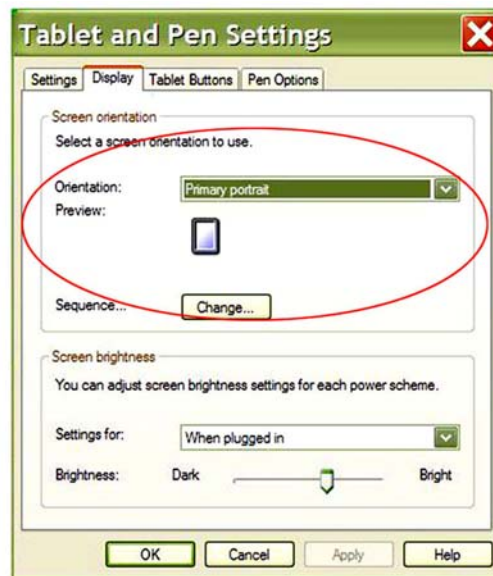 Tablet and Pen Settings
Settings Display Tablet Buttons Pen Options
Screen orientation
Select a screen orientation to use.
Orientation: Primary portrait
Preview:
Sequence... Change...
Screen brightness
You can adjust screen brightness settings for each power scheme.
Settings for: When plugged in
Brightness: Dark Bright
OK Cancel Apply Help